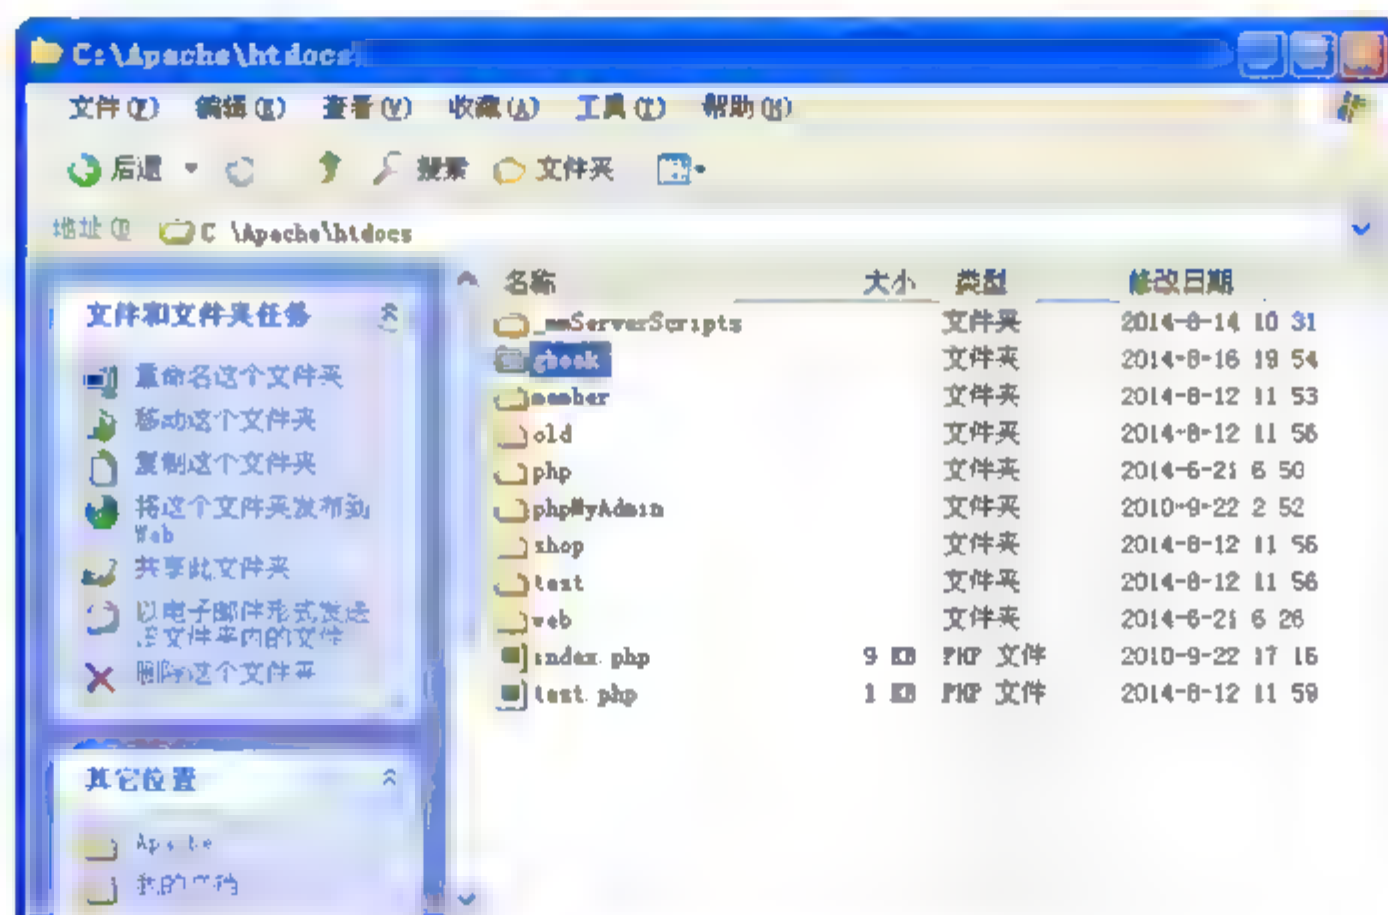 C:\Apache\htdocs
文件(F) 编辑(E) 查看(V) 收藏(A) 工具(T) 帮助(H)
后退 搜索 文件夹
地址(D) C \Apache\htdocs
文件和文件夹任务
重命名这个文件夹
移动这个文件夹
复制这个文件夹
将这个文件夹发布到
Web
共享此文件夹
以电子邮件形式发送
该文件夹内的文件
删除这个文件夹
其它位置
Apache
我的文档
名称 大小 类型 修改日期
_mmServerScripts 文件夹 2014-8-14 10 31
gbook 文件夹 2014-8-16 19 54
member 文件夹 2014-8-12 11 53
old 文件夹 2014-8-12 11 56
php 文件夹 2014-6-21 6 50
phpMyAdmin 文件夹 2010-9-22 2 52
shop 文件夹 2014-8-12 11 56
test 文件夹 2014-8-12 11 56
web 文件夹 2014-6-21 6 26
index.php 9 KB PHP 文件 2010-9-22 17 16
test.php 1 KB PHP 文件 2014-8-12 11 59